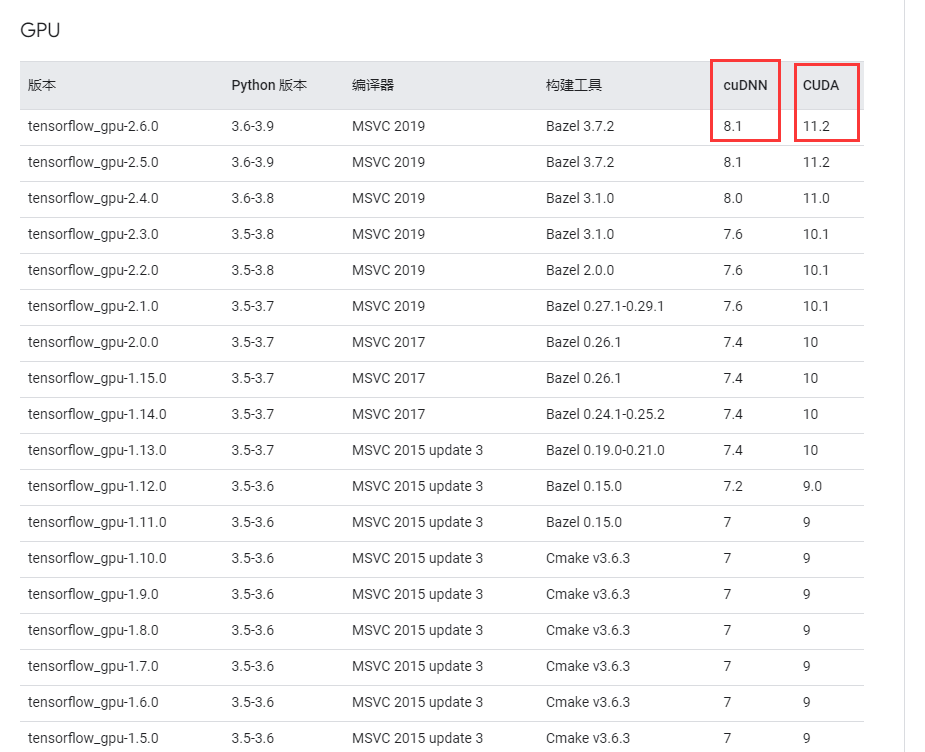 GPU
版本 Python 版本 编译器 构建工具 cuDNN CUDA
tensorflow_gpu-2.6.0 3.6-3.9 MSVC 2019 Bazel 3.7.2 8.1 11.2
tensorflow_gpu-2.5.0 3.6-3.9 MSVC 2019 Bazel 3.7.2 8.1 11.2
tensorflow_gpu-2.4.0 3.6-3.8 MSVC 2019 Bazel 3.1.0 8.0 11.0
tensorflow_gpu-2.3.0 3.5-3.8 MSVC 2019 Bazel 3.1.0 7.6 10.1
tensorflow_gpu-2.2.0 3.5-3.8 MSVC 2019 Bazel 2.0.0 7.6 10.1
tensorflow_gpu-2.1.0 3.5-3.7 MSVC 2019 Bazel 0.27.1-0.29.1 7.6 10.1
tensorflow_gpu-2.0.0 3.5-3.7 MSVC 2017 Bazel 0.26.1 7.4 10
tensorflow_gpu-1.15.0 3.5-3.7 MSVC 2017 Bazel 0.26.1 7.4 10
tensorflow_gpu-1.14.0 3.5-3.7 MSVC 2017 Bazel 0.24.1-0.25.2 7.4 10
tensorflow_gpu-1.13.0 3.5-3.7 MSVC 2015 update 3 Bazel 0.19.0-0.21.0 7.4 10
tensorflow_gpu-1.12.0 3.5-3.6 MSVC 2015 update 3 Bazel 0.15.0 7.2 9.0
tensorflow_gpu-1.11.0 3.5-3.6 MSVC 2015 update 3 Bazel 0.15.0 7 9
tensorflow_gpu-1.10.0 3.5-3.6 MSVC 2015 update 3 Cmake v3.6.3 7 9
tensorflow_gpu-1.9.0 3.5-3.6 MSVC 2015 update 3 Cmake v3.6.3 7 9
tensorflow_gpu-1.8.0 3.5-3.6 MSVC 2015 update 3 Cmake v3.6.3 7 9
tensorflow_gpu-1.7.0 3.5-3.6 MSVC 2015 update 3 Cmake v3.6.3 7 9
tensorflow_gpu-1.6.0 3.5-3.6 MSVC 2015 update 3 Cmake v3.6.3 7 9
tensorflow_gpu-1.5.0 3.5-3.6 MSVC 2015 update 3 Cmake v3.6.3 7 9